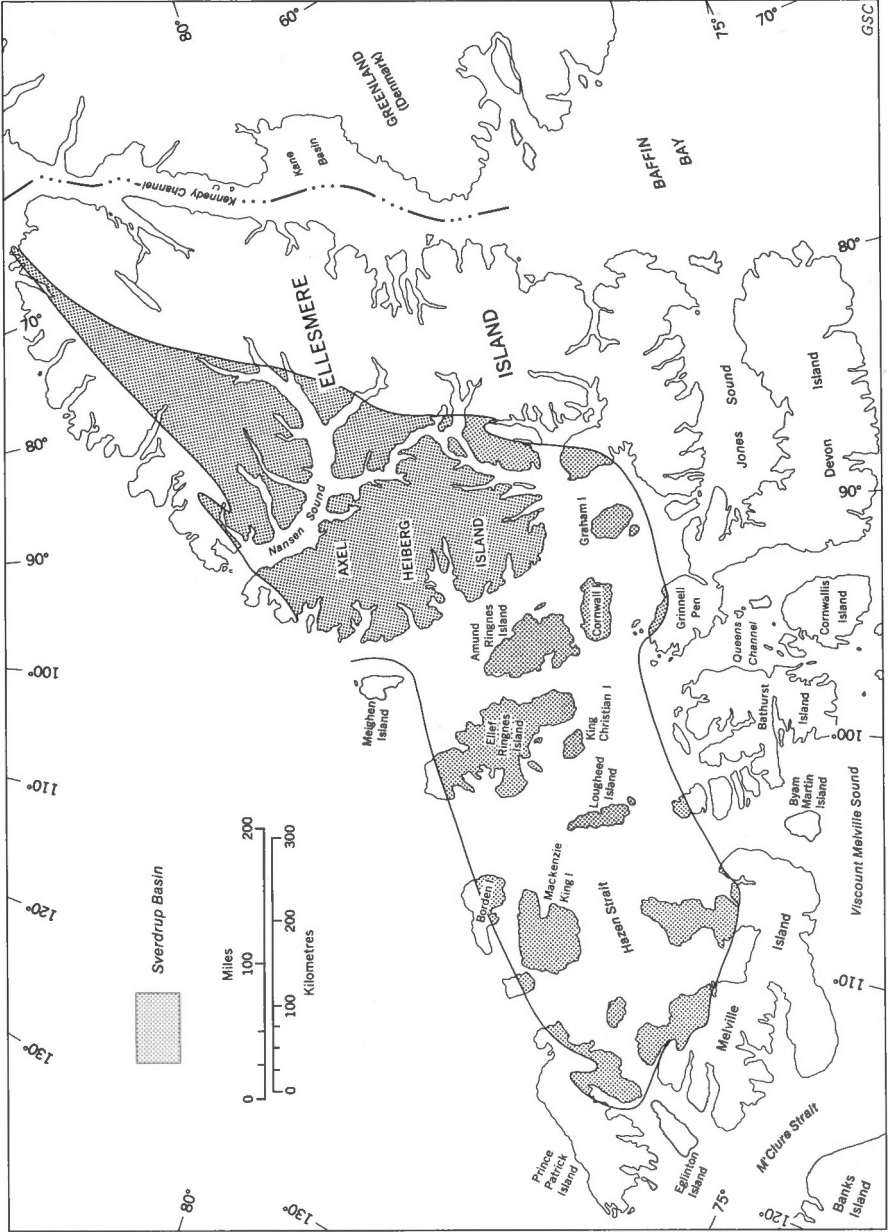 130°
120°
110°
100°
90°
80°
70°
80°
80°
60°
130°
Sverdrup Basin
Miles
0
100
200
0
100
200
300
Kilometres
Kennedy Channel
Kane
Basin
GREENLAND
(Denmark)
ELLESMERE
ISLAND
Nansen Sound
AXEL
HEIBERG
ISLAND
Meighen
Island
Amund
Ringnes
Island
Ellef
Ringnes
Island
Borden I
Mackenzie
King I
King
Christian I
Lougheed
Island
Cornwall I
Graham I
Hazen Strait
Prince
Patrick
Island
Eglinton
Island
Melville
Island
BAFFIN
BAY
Grinnell
Pen
Jones
Sound
Queens
Channel
Devon
Island
Bathurst
Island
Cornwallis
Island
Byam
Martin
Island
Viscount Melville Sound
M'Clure Strait
Banks
Island
75°
75°
70°
120°
110°
100°
90°
80°
GSC